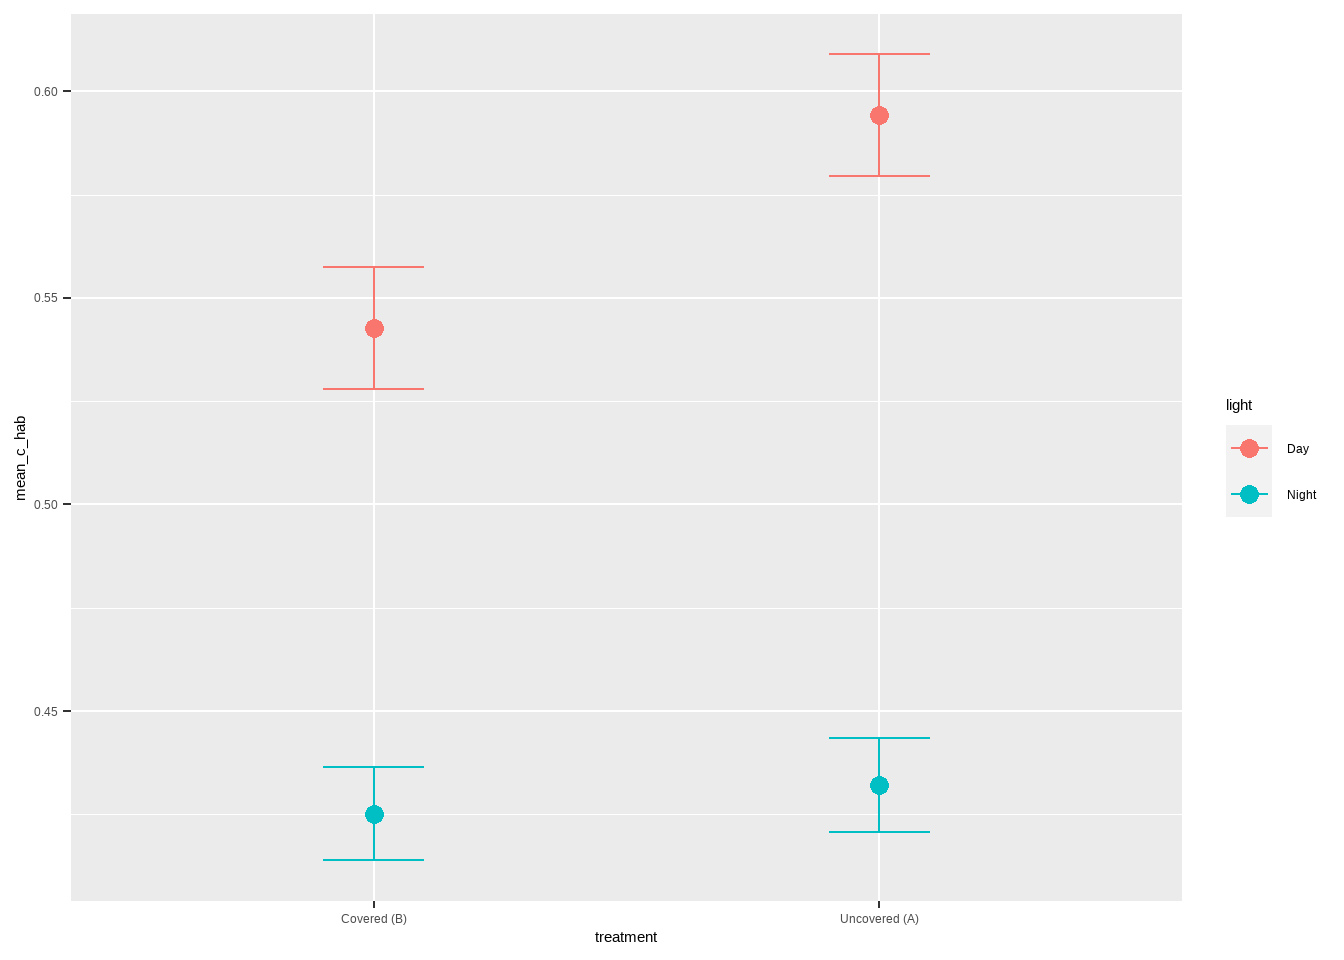 mean_c_hab
0.60
0.55
0.50
0.45
Covered (B)
Uncovered (A)
treatment
light
Day
Night